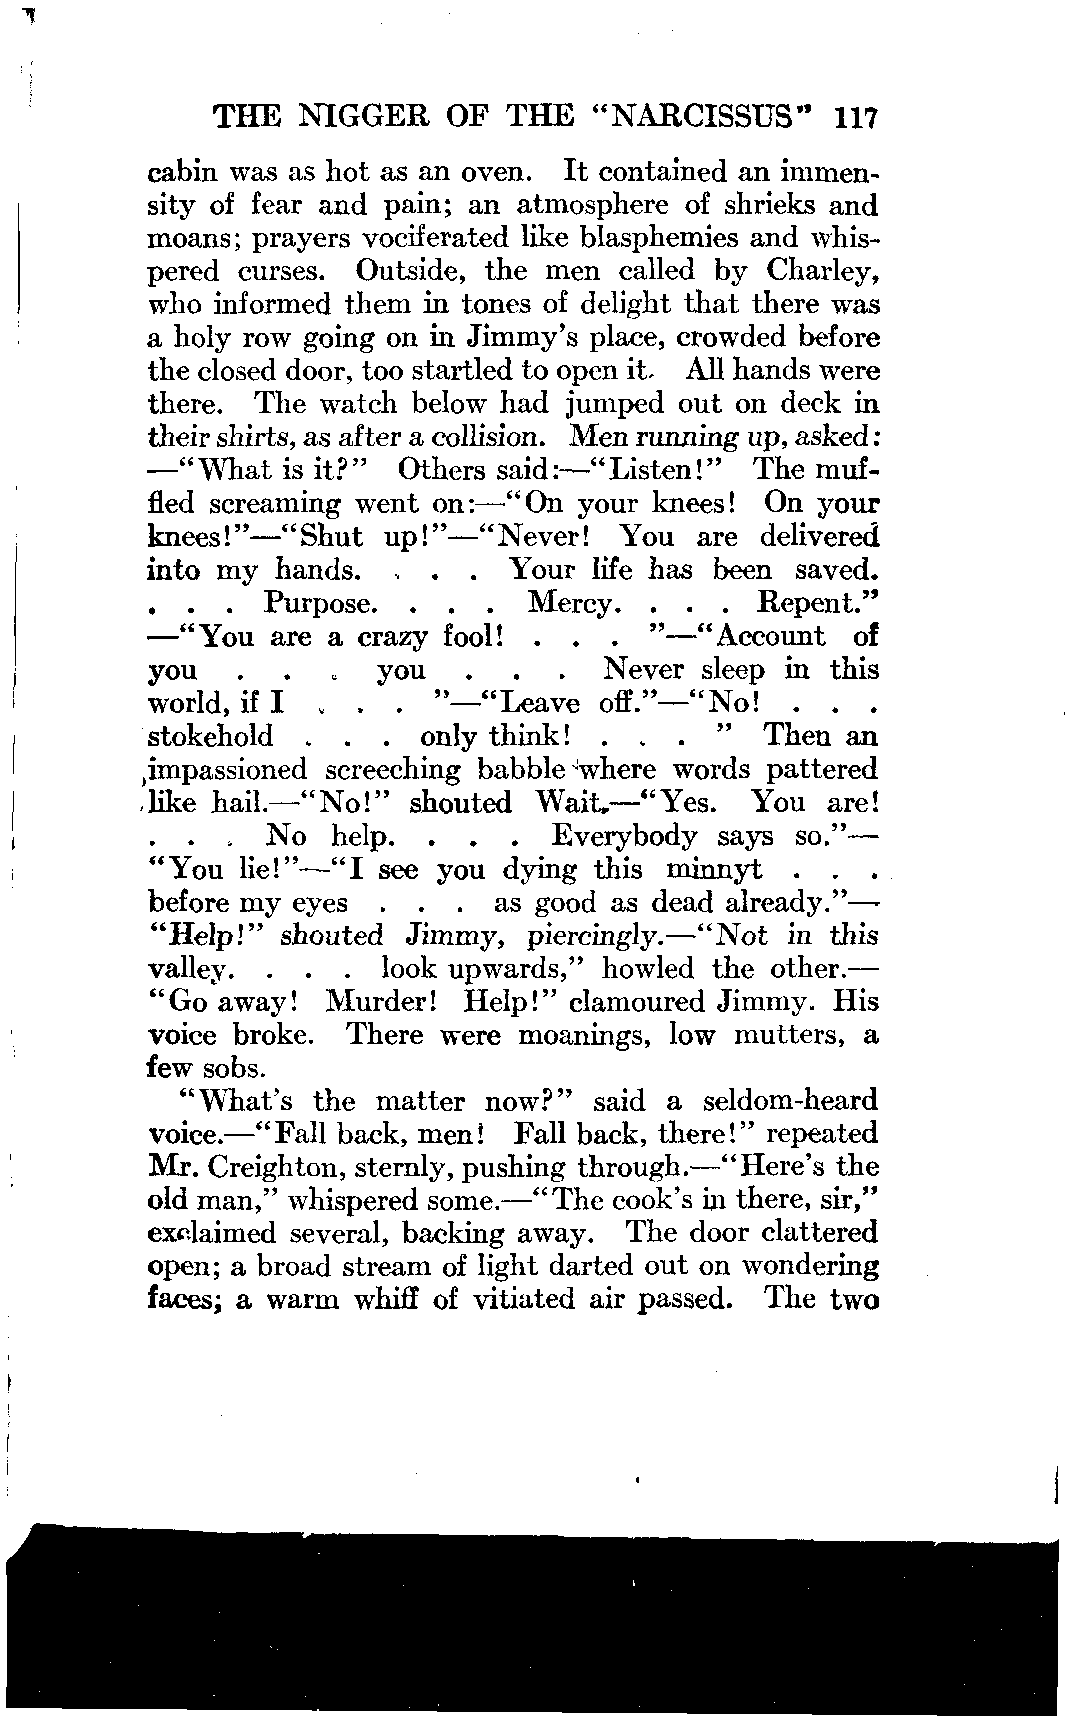 THE NIGGER OF THE “NARCISSUS” 117
cabin was as hot as an oven. It contained an immen-
sity of fear and pain; an atmosphere of shrieks and
moans; prayers vociferated like blasphemies and whis-
pered curses. Outside, the men called by Charley,
who informed them in tones of delight that there was
a holy row going on in Jimmy’s place, crowded before
the closed door, too startled to open it. All hands were
there. The watch below had jumped out on deck in
their shirts, as after a collision. Men running up, asked:
—“What is it?” Others said:—“Listen!” The muf-
fled screaming went on:—“On your knees! On your
knees!”—“Shut up!”—“Never! You are delivered
into my hands. . . . Your life has been saved.
. . . Purpose. . . . Mercy. . . . Repent.”
—“You are a crazy fool! . . . ”—“Account of
you . . . you . . . Never sleep in this
world, if I . . . ”—“Leave off.”—“No! . . .
stokehold . . . only think! . . . ” Then an
impassioned screeching babble where words pattered
like hail.—“No!” shouted Wait.—“Yes. You are!
. . . No help. . . . Everybody says so.”—
“You lie!”—“I see you dying this minnyt . . .
before my eyes . . . as good as dead already.”—
“Help!” shouted Jimmy, piercingly.—“Not in this
valley. . . . look upwards,” howled the other.—
“Go away! Murder! Help!” clamoured Jimmy. His
voice broke. There were moanings, low mutters, a
few sobs.
“What’s the matter now?” said a seldom-heard
voice.—“Fall back, men! Fall back, there!” repeated
Mr. Creighton, sternly, pushing through.—“Here’s the
old man,” whispered some.—“The cook’s in there, sir,”
exclaimed several, backing away. The door clattered
open; a broad stream of light darted out on wondering
faces; a warm whiff of vitiated air passed. The two